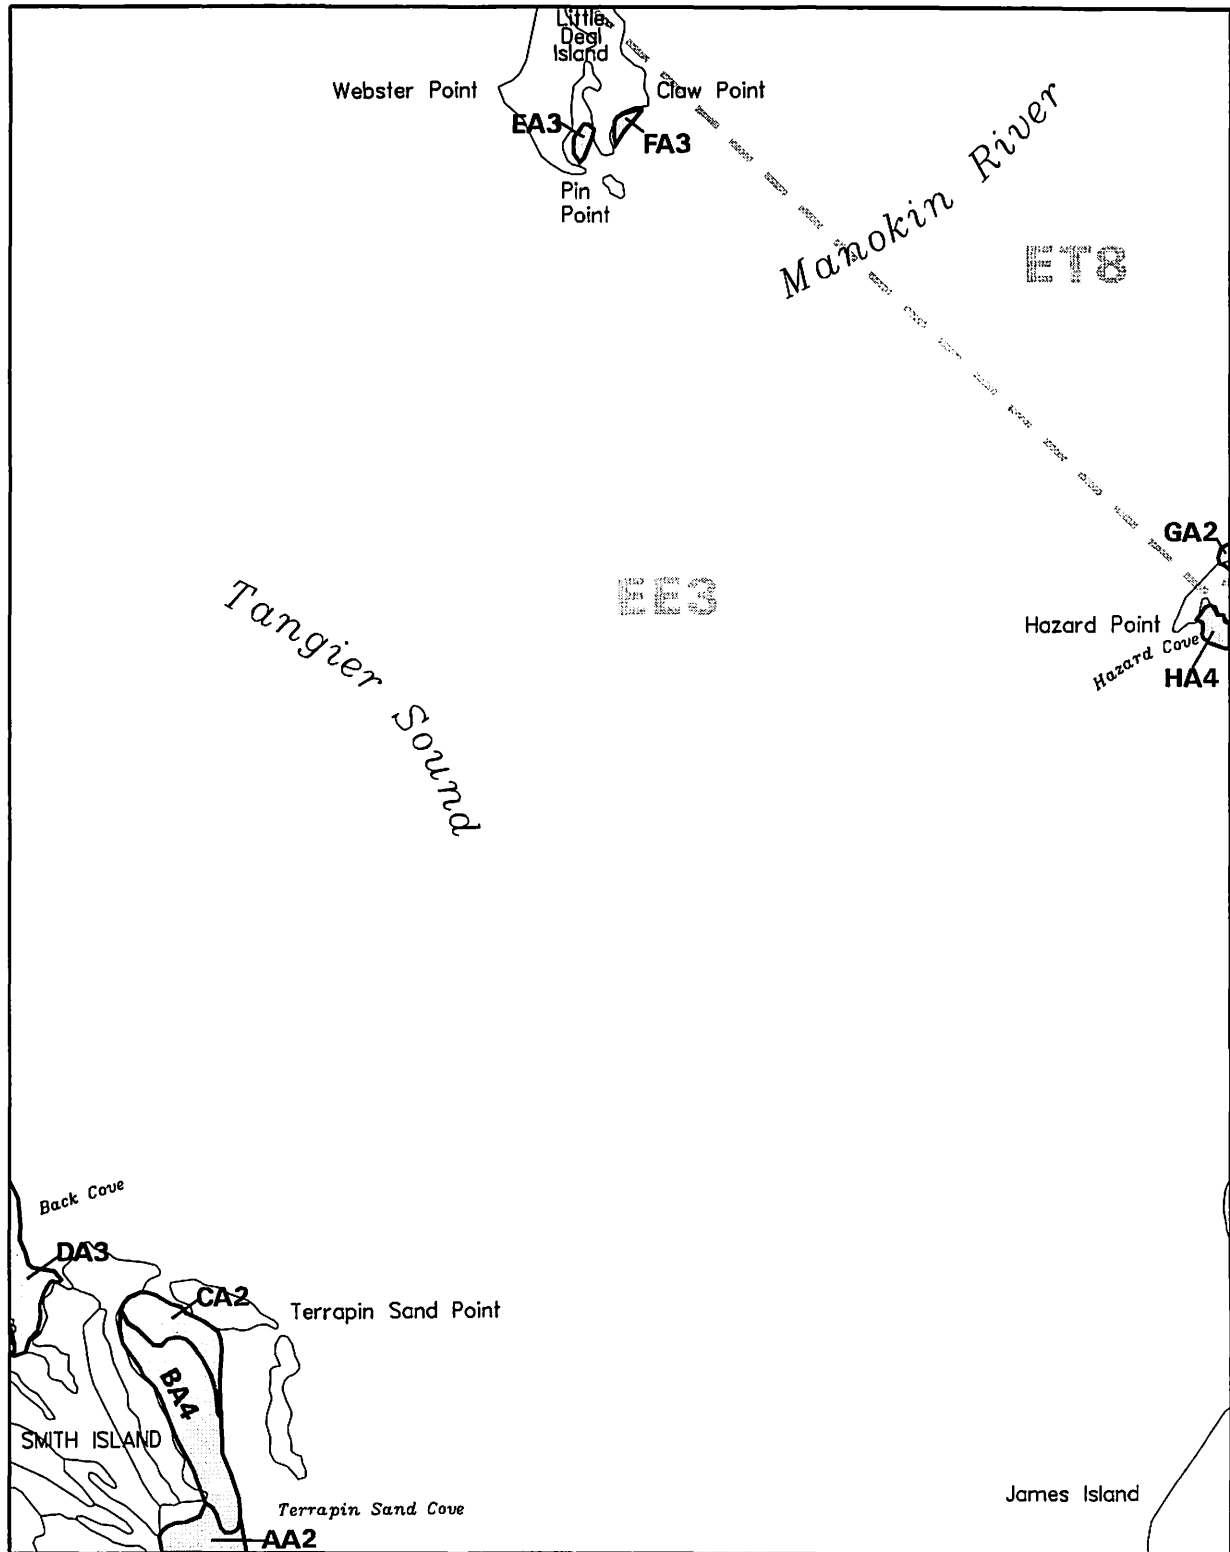 Little
Deal
Island
Webster Point
Claw Point
EA3
FA3
Pin
Point
Manokin River
ET8
GA2
EE3
Tangier Sound
Hazard Point
Hazard Cove
HA4
Back Cove
DA3
CA2
Terrapin Sand Point
BA4
SMITH ISLAND
James Island
Terrapin Sand Cove
AA2